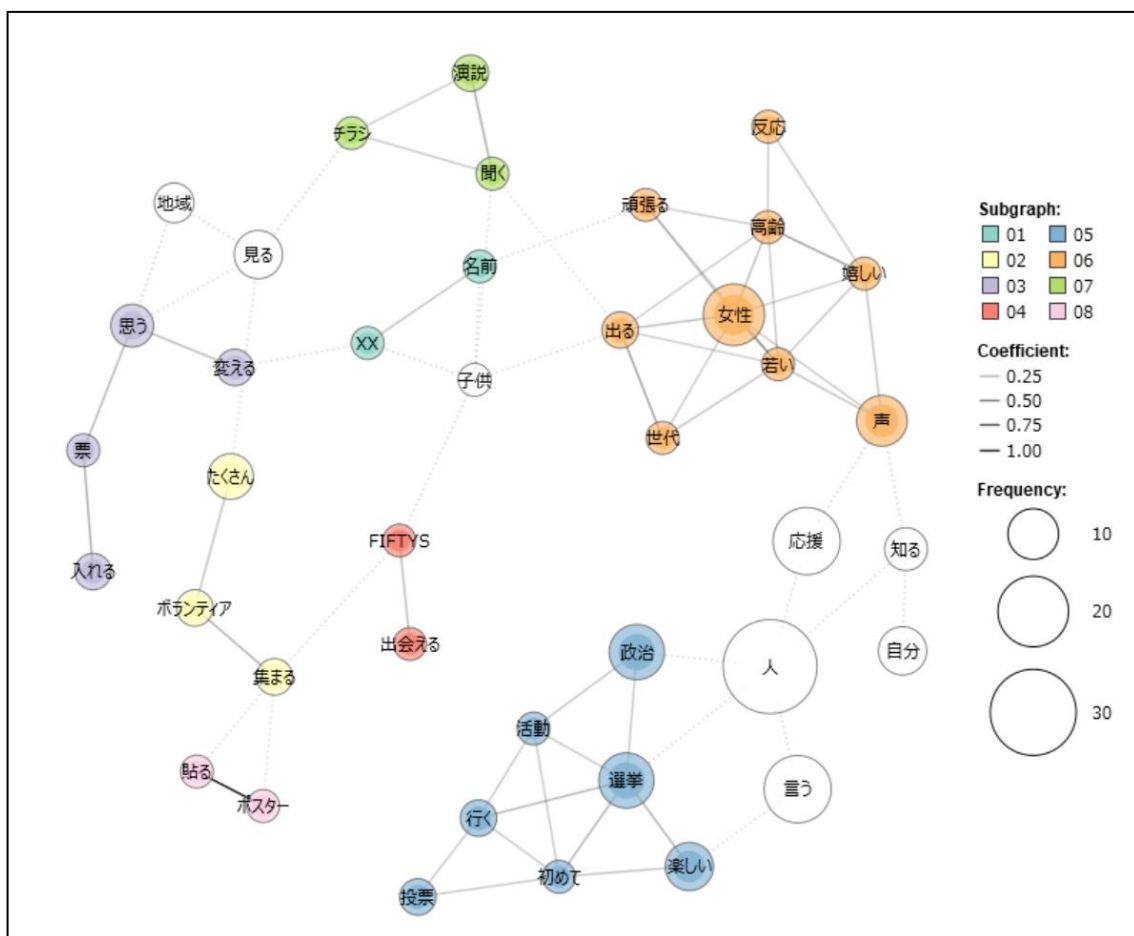 演説
チラシ
聞く
反応
頑張る
高齢
嬉しい
地域
見る
名前
女性
思う
出る
変える
XX
子供
若い
世代
声
票
たくさん
入れる
FIFTYS
応援
知る
ボランティア
出会える
自分
集まる
政治
人
活動
貼る
ポスター
選挙
言う
行く
初めて
楽しい
投票
Subgraph:
01 05
02 06
03 07
04 08
Coefficient:
0.25
0.50
0.75
1.00
Frequency:
10
20
30